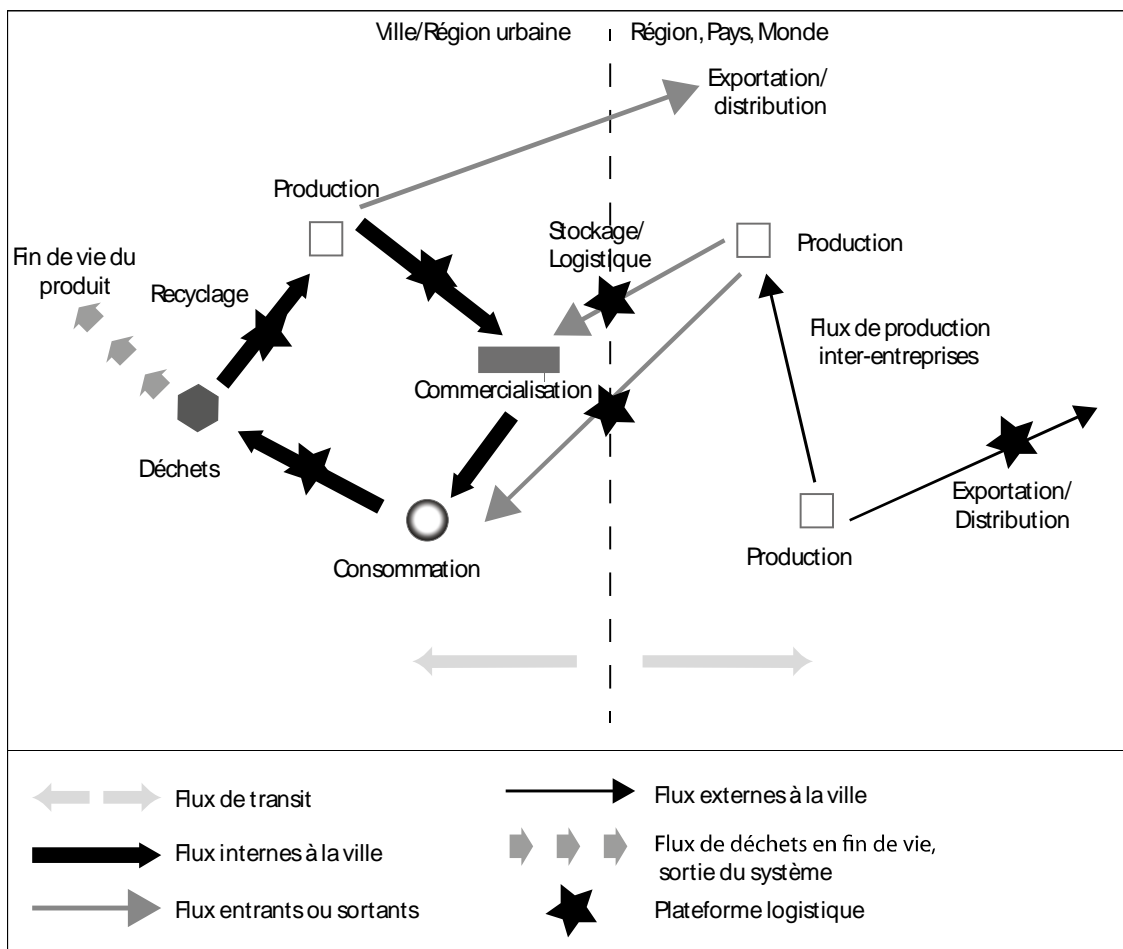 Ville/Région urbaine
Région, Pays, Monde
Exportation/
distribution
Production
Stockage/
Logistique
Production
Fin de vie du
produit
Recyclage
Flux de production
inter-entreprises
Commercialisation
Déchets
Exportation/
Distribution
Production
Consommation
Flux de transit
Flux externes à la ville
Flux internes à la ville
Flux de déchets en fin de vie,
sortie du système
Flux entrants ou sortants
Plateforme logistique